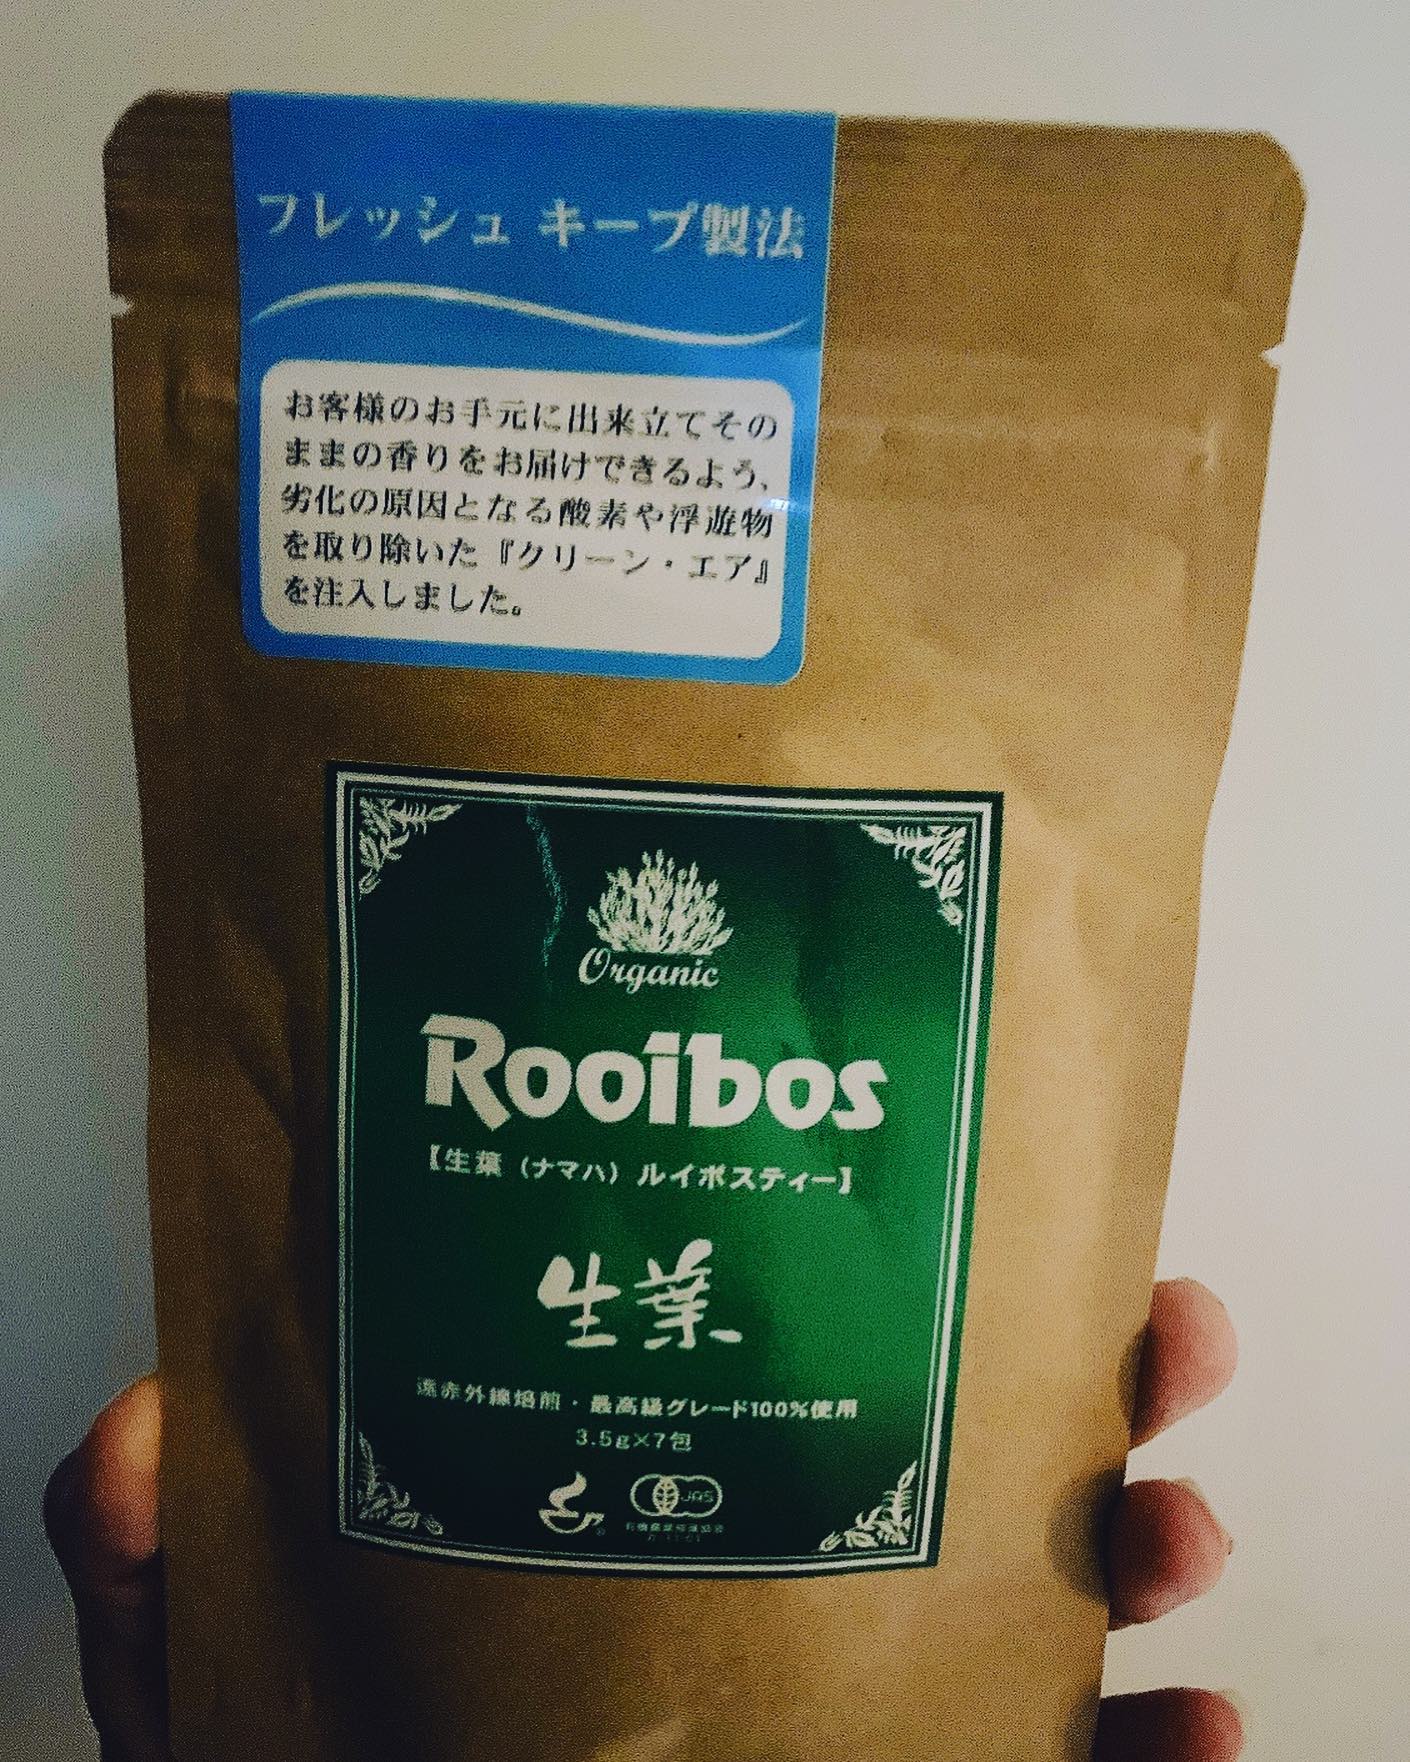 フレッシュ キープ製法
お客様のお手元に出来立てその
ままの香りをお届けできるよう、
劣化の原因となる酸素や浮遊物
を取り除いた『クリーン・エア』
を注入しました。
Organic
Rooibos
【生葉（ナマハ）ルイボスティー】
生葉
遠赤外線焙煎・最高級グレード100%使用
3.5g×7包
JAS